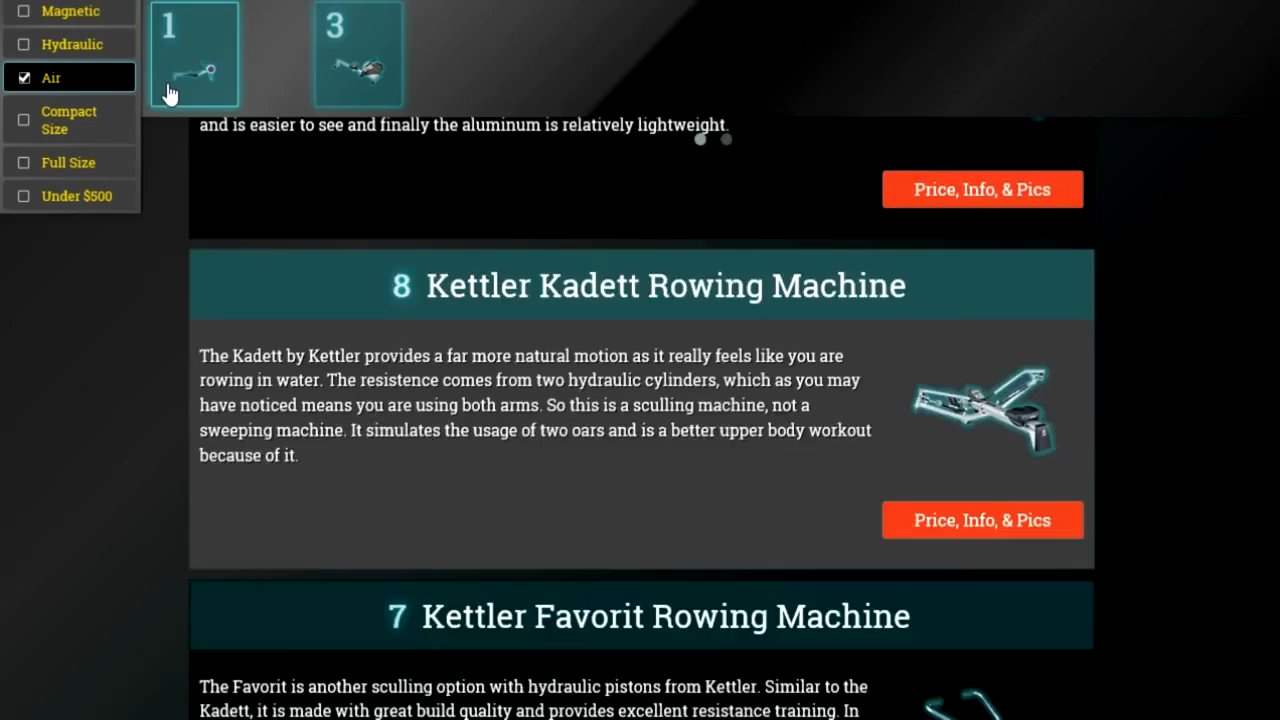 Magnetic
Hydraulic
Air
Compact
Size
Full Size
Under $500
1
3
and is easier to see and finally the aluminum is relatively lightweight.
Price, Info, & Pics
8 Kettler Kadett Rowing Machine
The Kadett by Kettler provides a far more natural motion as it really feels like you are
rowing in water. The resistence comes from two hydraulic cylinders, which as you may
have noticed means you are using both arms. So this is a sculling machine, not a
sweeping machine. It simulates the usage of two oars and is a better upper body workout
because of it.
Price, Info, & Pics
7 Kettler Favorit Rowing Machine
The Favorit is another sculling option with hydraulic pistons from Kettler. Similar to the
Kadett, it is made with great build quality and provides excellent resistance training. In